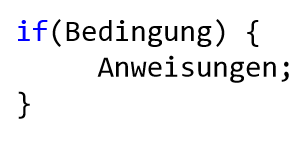 if(Bedingung) {
    Anweisungen;
}